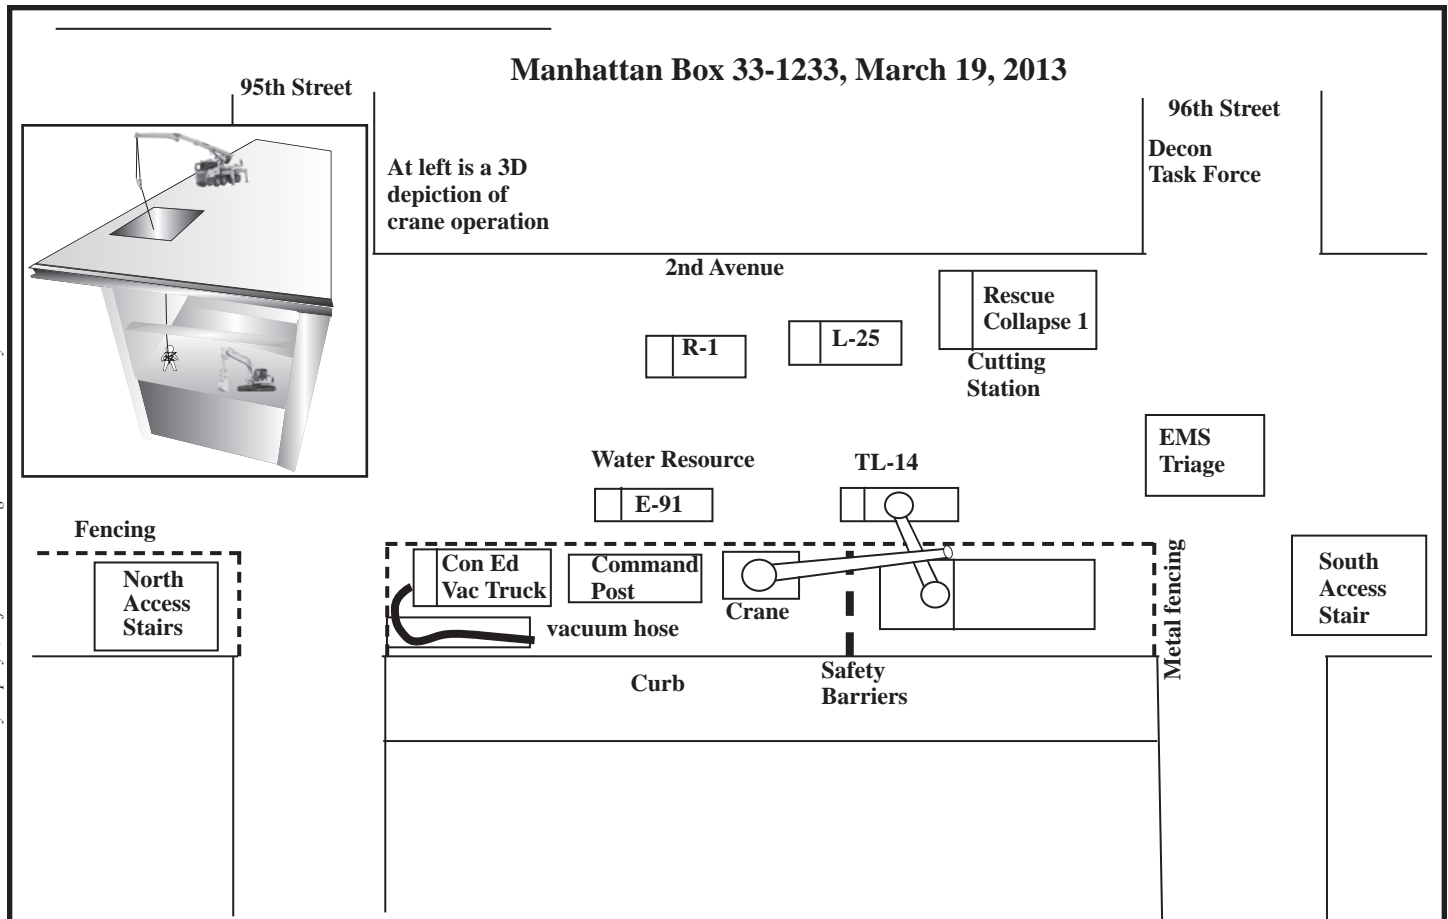 Manhattan Box 33-1233, March 19, 2013
95th Street
96th Street
At left is a 3D
depiction of
crane operation
Decon
Task Force
2nd Avenue
Rescue
Collapse 1
R-1
L-25
Cutting
Station
EMS
Triage
Water Resource
TL-14
E-91
Fencing
North
Access
Stairs
Con Ed
Vac Truck
Command
Post
Crane
vacuum hose
Metal fencing
South
Access
Stair
Curb
Safety
Barriers